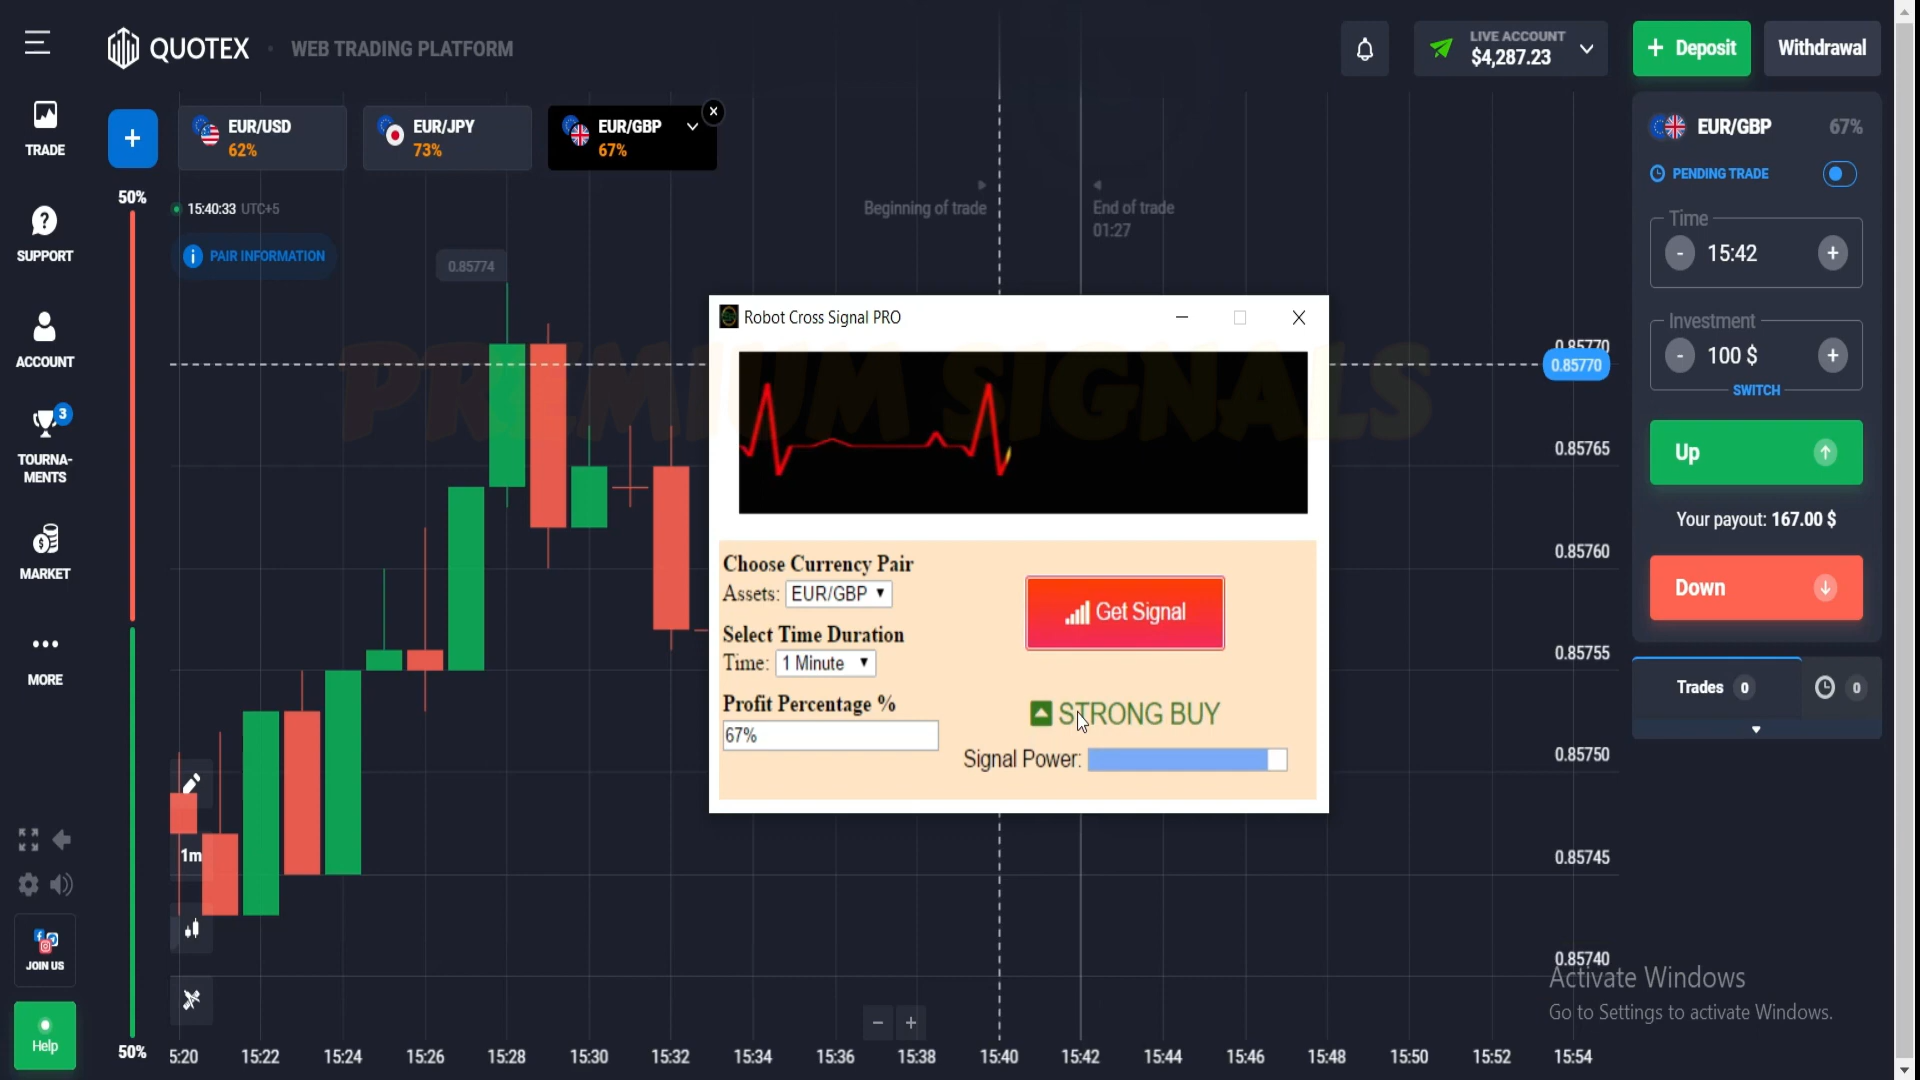 QUOTEX
WEB TRADING PLATFORM
LIVE ACCOUNT
$4,287.23
+ Deposit
Withdrawal
TRADE
SUPPORT
ACCOUNT
3
TOURNA-
MENTS
MARKET
MORE
JOIN US
Help
+
EUR/USD
62%
EUR/JPY
73%
EUR/GBP
67%
50%
15:40:33 UTC+5
PAIR INFORMATION
0.85774
Beginning of trade
End of trade
01:27
PREMIUM SIGNALS
Robot Cross Signal PRO
Choose Currency Pair
Assets: EUR/GBP
Select Time Duration
Time: 1 Minute
Profit Percentage %
67%
Get Signal
STRONG BUY
Signal Power:
1m
50%
0.85770
0.85770
0.85765
0.85760
0.85755
0.85750
0.85745
0.85740
5:20 15:22 15:24 15:26 15:28 15:30 15:32 15:34 15:36 15:38 15:40 15:42 15:44 15:46 15:48 15:50 15:52 15:54
EUR/GBP 67%
PENDING TRADE
Time
- 15:42 +
Investment
- 100 $ +
SWITCH
Up
Your payout: 167.00 $
Down
Trades 0
0
Activate Windows
Go to Settings to activate Windows.